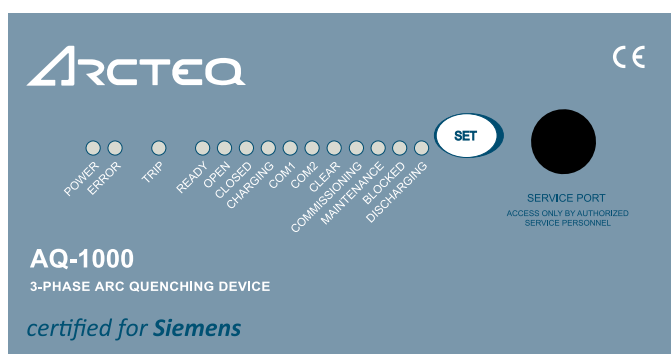 ARCTEQ
CE
SET
POWER
ERROR
TRIP
READY
OPEN
CLOSED
CHARGING
COM1
COM2
CLEAR
COMMISSIONING
MAINTENANCE
BLOCKED
DISCHARGING
SERVICE PORT
ACCESS ONLY BY AUTHORIZED
SERVICE PERSONNEL
AQ-1000
3-PHASE ARC QUENCHING DEVICE
certified for Siemens